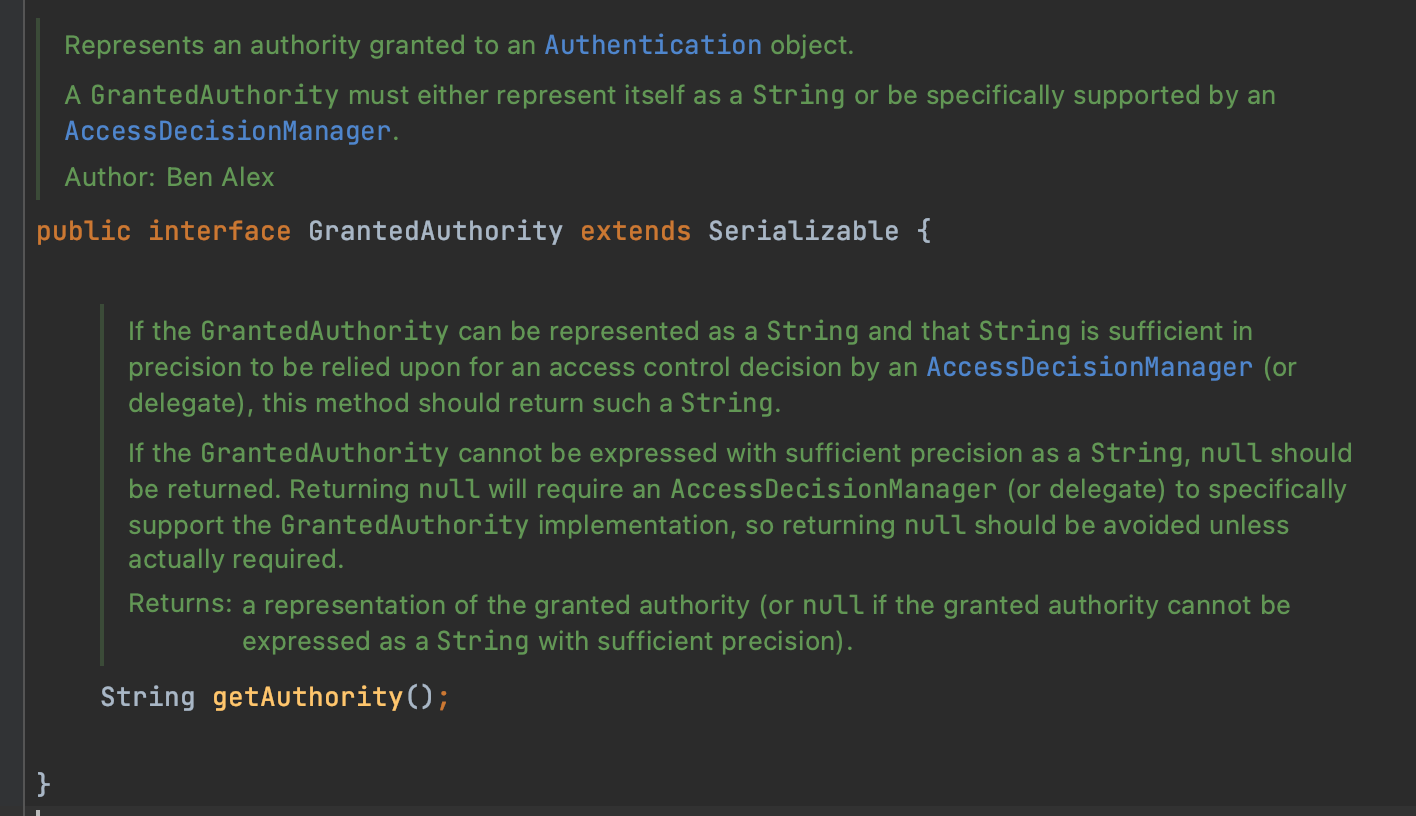 Represents an authority granted to an Authentication object.
A GrantedAuthority must either represent itself as a String or be specifically supported by an
AccessDecisionManager.
Author: Ben Alex
public interface GrantedAuthority extends Serializable {
If the GrantedAuthority can be represented as a String and that String is sufficient in
precision to be relied upon for an access control decision by an AccessDecisionManager (or
delegate), this method should return such a String.
If the GrantedAuthority cannot be expressed with sufficient precision as a String, null should
be returned. Returning null will require an AccessDecisionManager (or delegate) to specifically
support the GrantedAuthority implementation, so returning null should be avoided unless
actually required.
Returns: a representation of the granted authority (or null if the granted authority cannot be
expressed as a String with sufficient precision).
String getAuthority();
}